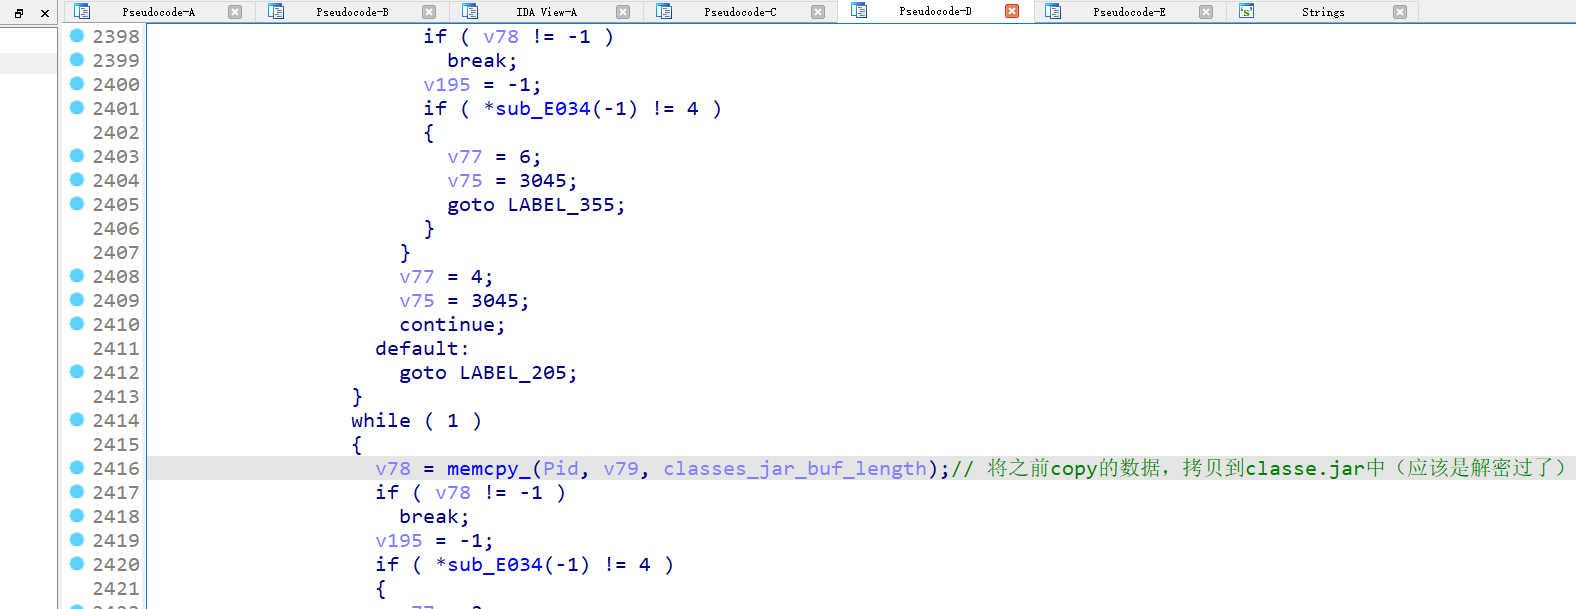 Pseudocode-A Pseudocode-B IDA View-A Pseudocode-C Pseudocode-D Pseudocode-E Strings
2398 if ( v78 != -1 )
2399 break;
2400 v195 = -1;
2401 if ( *sub_E034(-1) != 4 )
2402 {
2403 v77 = 6;
2404 v75 = 3045;
2405 goto LABEL_355;
2406 }
2407 }
2408 v77 = 4;
2409 v75 = 3045;
2410 continue;
2411 default:
2412 goto LABEL_205;
2413 }
2414 while ( 1 )
2415 {
2416 v78 = memcpy_(Pid, v79, classes_jar_buf_length);// 将之前copy的数据，拷贝到classe.jar中（应该是解密过了）
2417 if ( v78 != -1 )
2418 break;
2419 v195 = -1;
2420 if ( *sub_E034(-1) != 4 )
2421 {